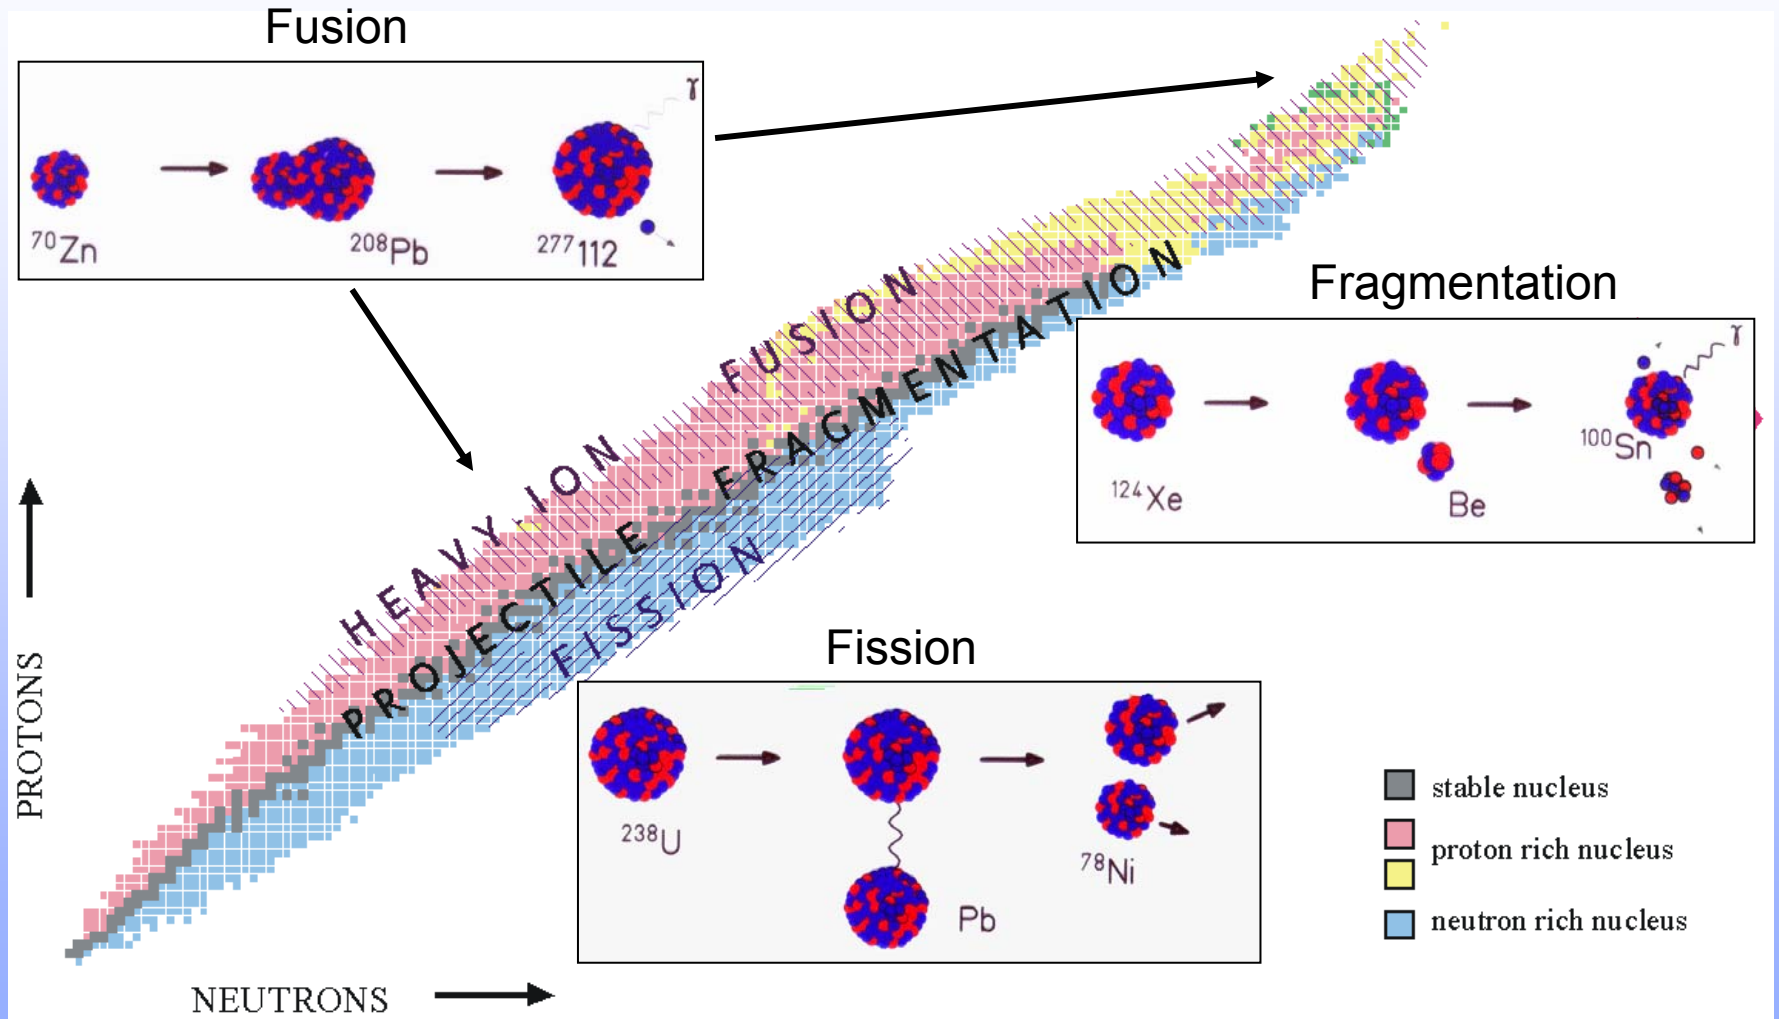 Fusion
γ
⁷⁰Zn
²⁰⁸Pb
²⁷⁷112
HEAVY ION FUSION
PROJECTILE FRAGMENTATION
FISSION
Fragmentation
γ
¹²⁴Xe
Be
¹⁰⁰Sn
Fission
²³⁸U
Pb
⁷⁸Ni
PROTONS
NEUTRONS
stable nucleus
proton rich nucleus
neutron rich nucleus